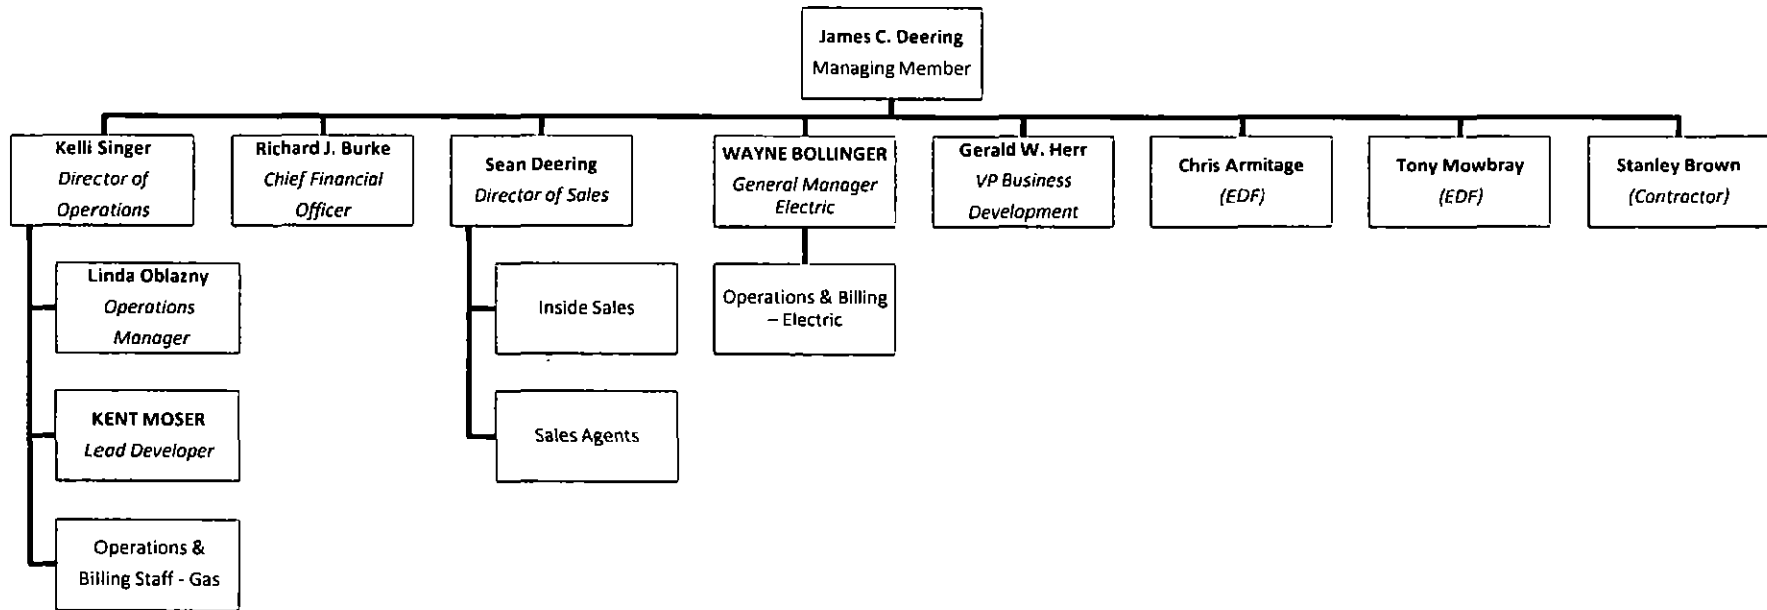 James C. Deering
Managing Member
Kelli Singer
Director of
Operations
Richard J. Burke
Chief Financial
Officer
Sean Deering
Director of Sales
WAYNE BOLLINGER
General Manager
Electric
Gerald W. Herr
VP Business
Development
Chris Armitage
(EDF)
Tony Mowbray
(EDF)
Stanley Brown
(Contractor)
Linda Oblazny
Operations
Manager
Inside Sales
Operations & Billing
– Electric
KENT MOSER
Lead Developer
Sales Agents
Operations &
Billing Staff - Gas